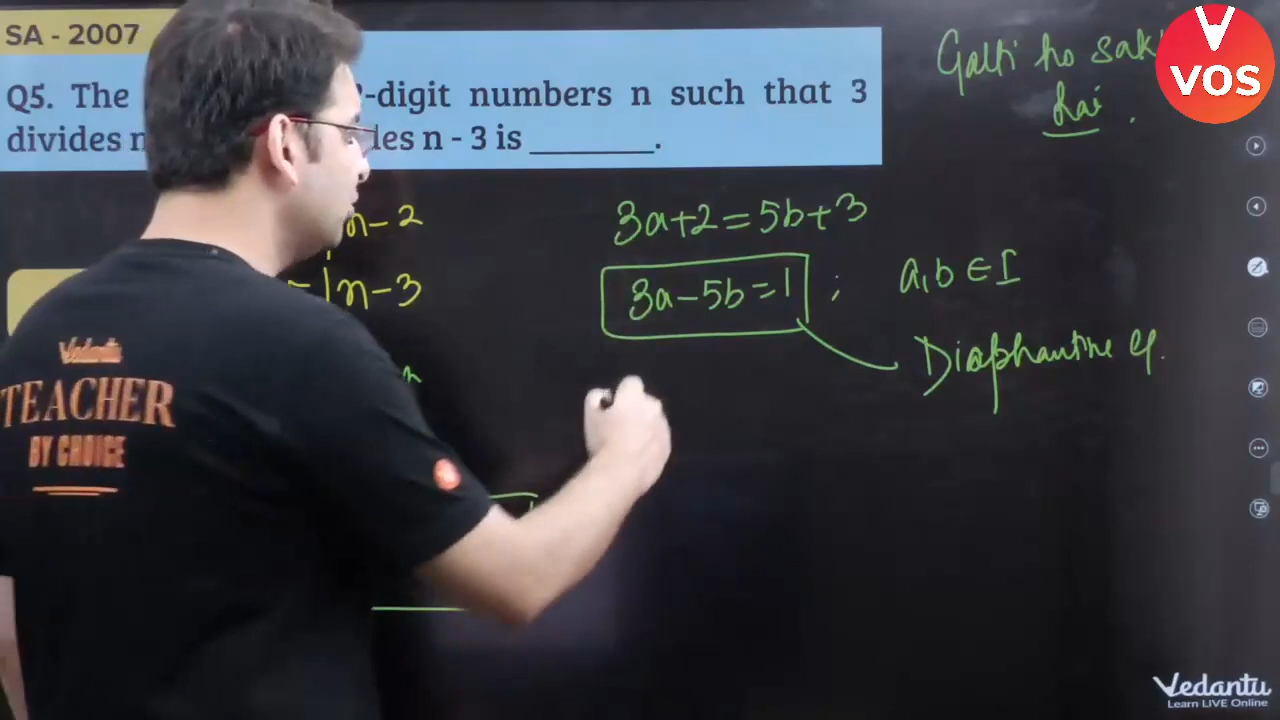 SA - 2007
Q5. The -digit numbers n such that 3
divides n les n - 3 is ________.
Galti ho sak
hai.
VOS
n-2
n-3
n
3a+2=5b+3
3a-5b=1 ; a,b ∈ I
Diophantine eq.
Vedantu
TEACHER
BY CHOICE
Vedantu
Learn LIVE Online